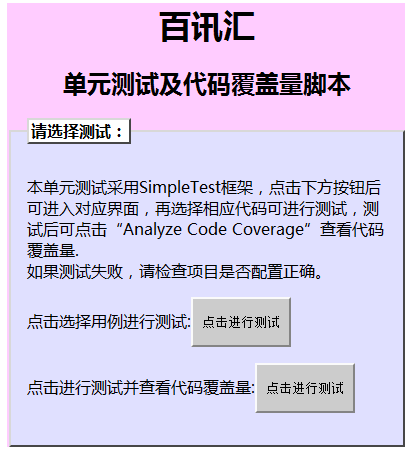 百讯汇
单元测试及代码覆盖量脚本
请选择测试：
本单元测试采用SimpleTest框架，点击下方按钮后
可进入对应界面，再选择相应代码可进行测试，测
试后可点击“Analyze Code Coverage”查看代码
覆盖量.
如果测试失败，请检查项目是否配置正确。
点击选择用例进行测试: 点击进行测试
点击进行测试并查看代码覆盖量: 点击进行测试